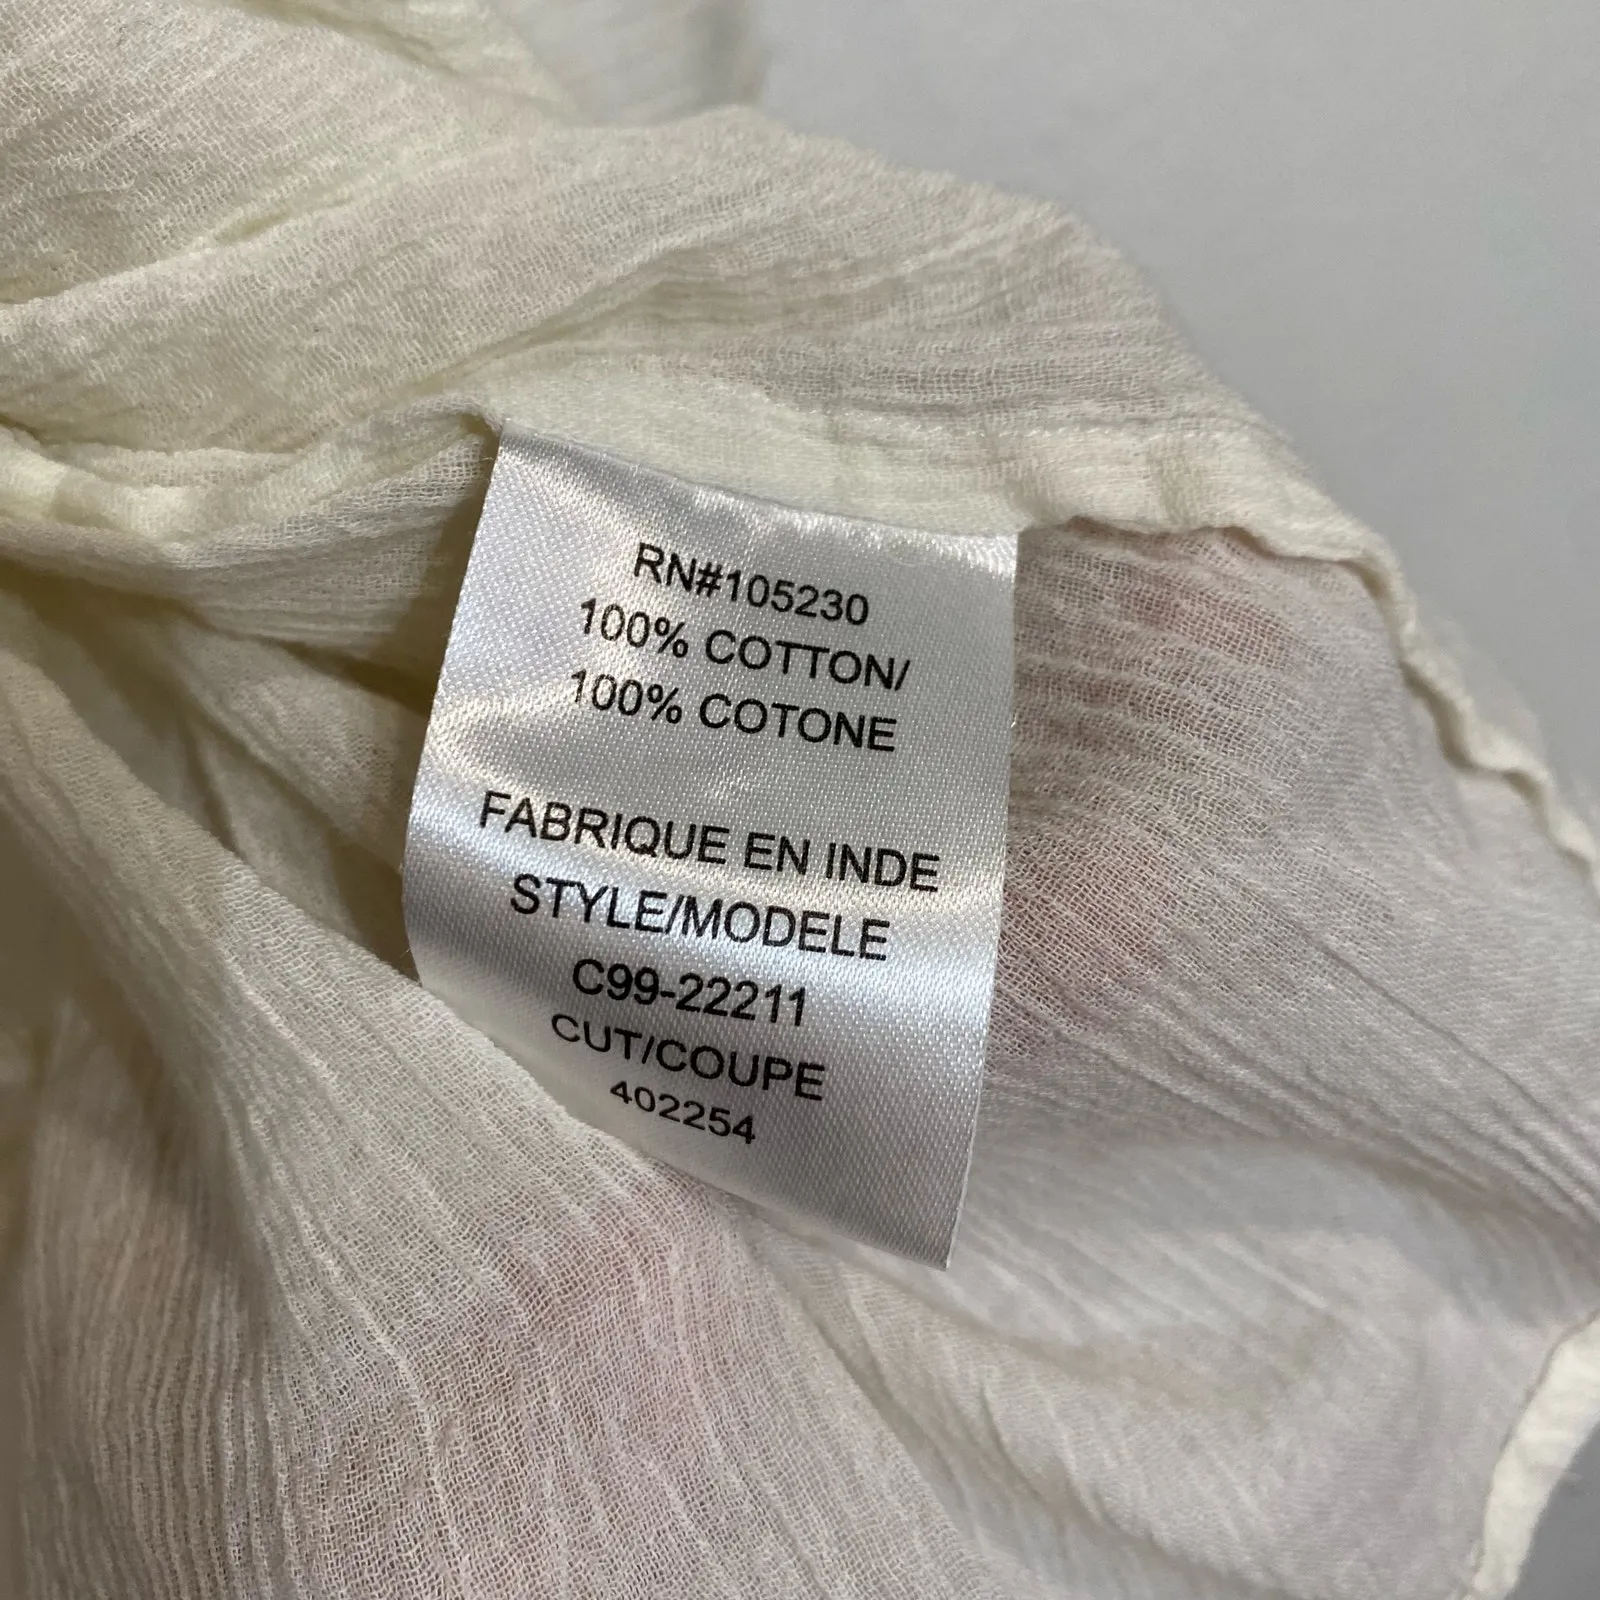 RN#105230
100% COTTON/
100% COTONE
FABRIQUE EN INDE
STYLE/MODELE
C99-22211
CUT/COUPE
402254